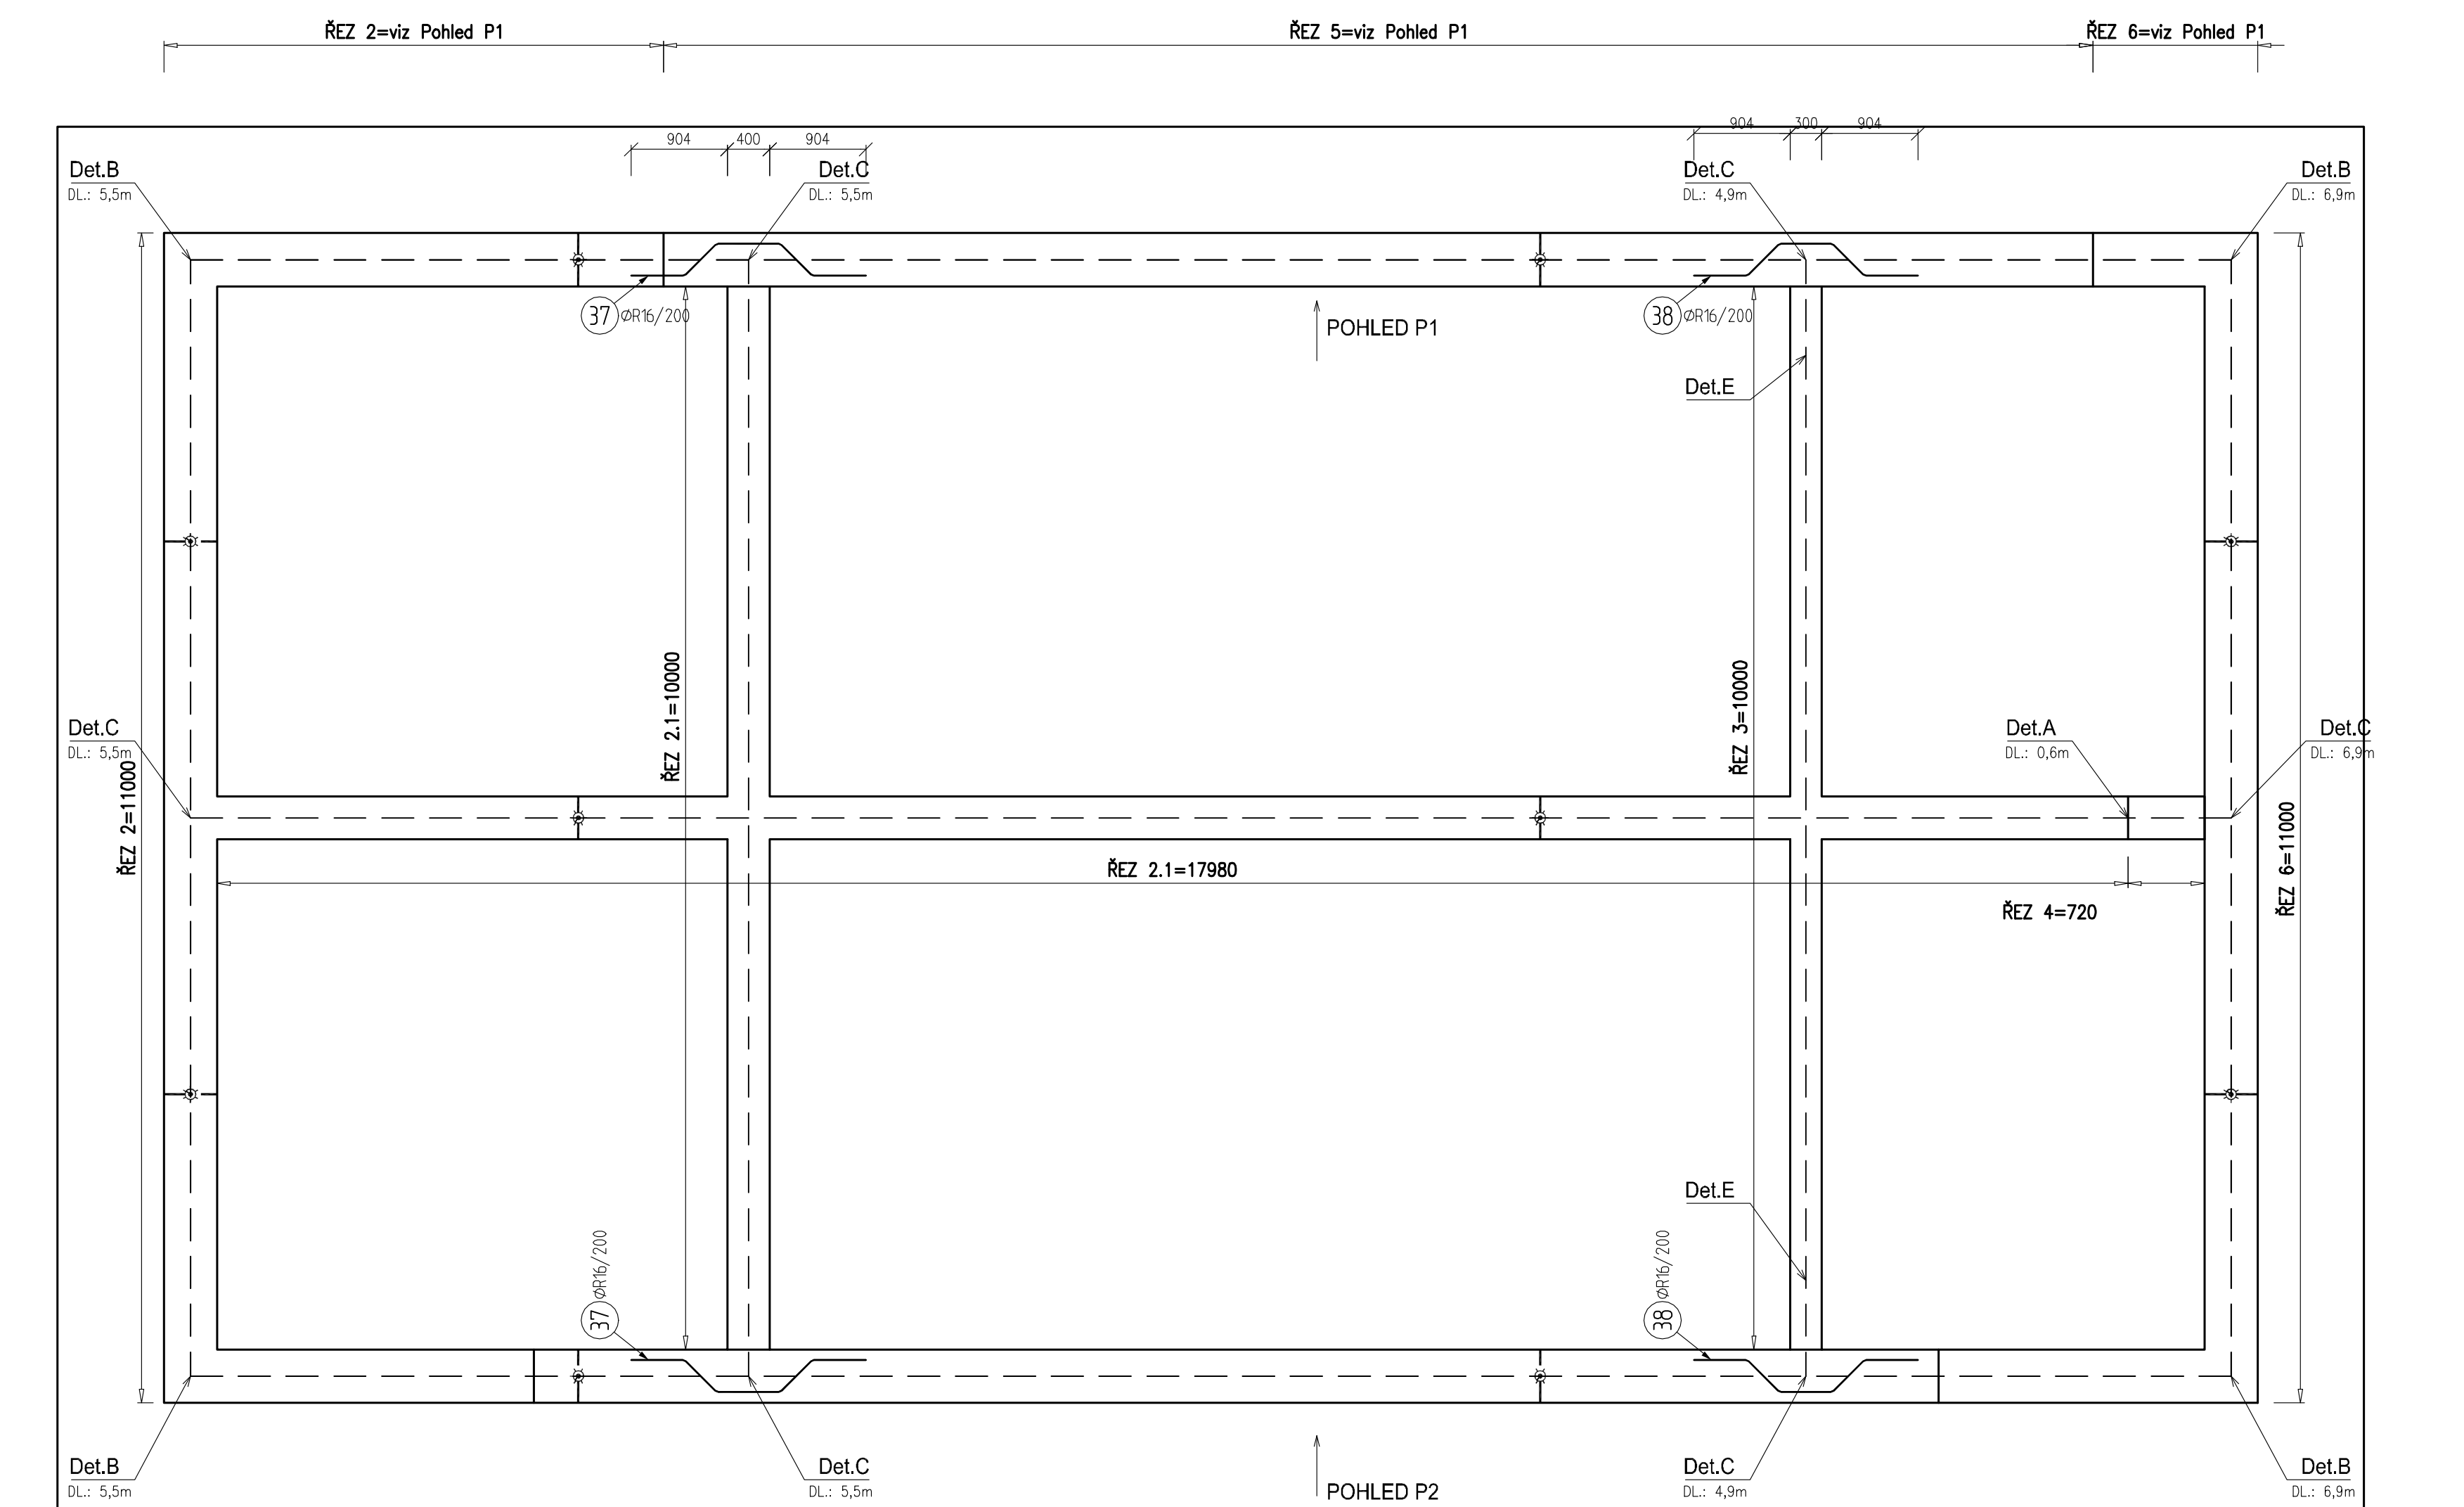 ŘEZ 2=viz Pohled P1
ŘEZ 5=viz Pohled P1
ŘEZ 6=viz Pohled P1
904
400
904
904
300
904
Det.B
DL.: 5,5m
Det.C
DL.: 5,5m
Det.C
DL.: 4,9m
Det.B
DL.: 6,9m
37
ØR16/200
38
ØR16/200
POHLED P1
Det.E
ŘEZ 2.1=10000
ŘEZ 3=10000
Det.C
DL.: 5,5m
Det.A
DL.: 0,6m
Det.C
DL.: 6,9m
ŘEZ 2=11000
ŘEZ 6=11000
ŘEZ 2.1=17980
ŘEZ 4=720
Det.E
ØR16/200
37
ØR16/200
38
Det.B
DL.: 5,5m
Det.C
DL.: 5,5m
POHLED P2
Det.C
DL.: 4,9m
Det.B
DL.: 6,9m